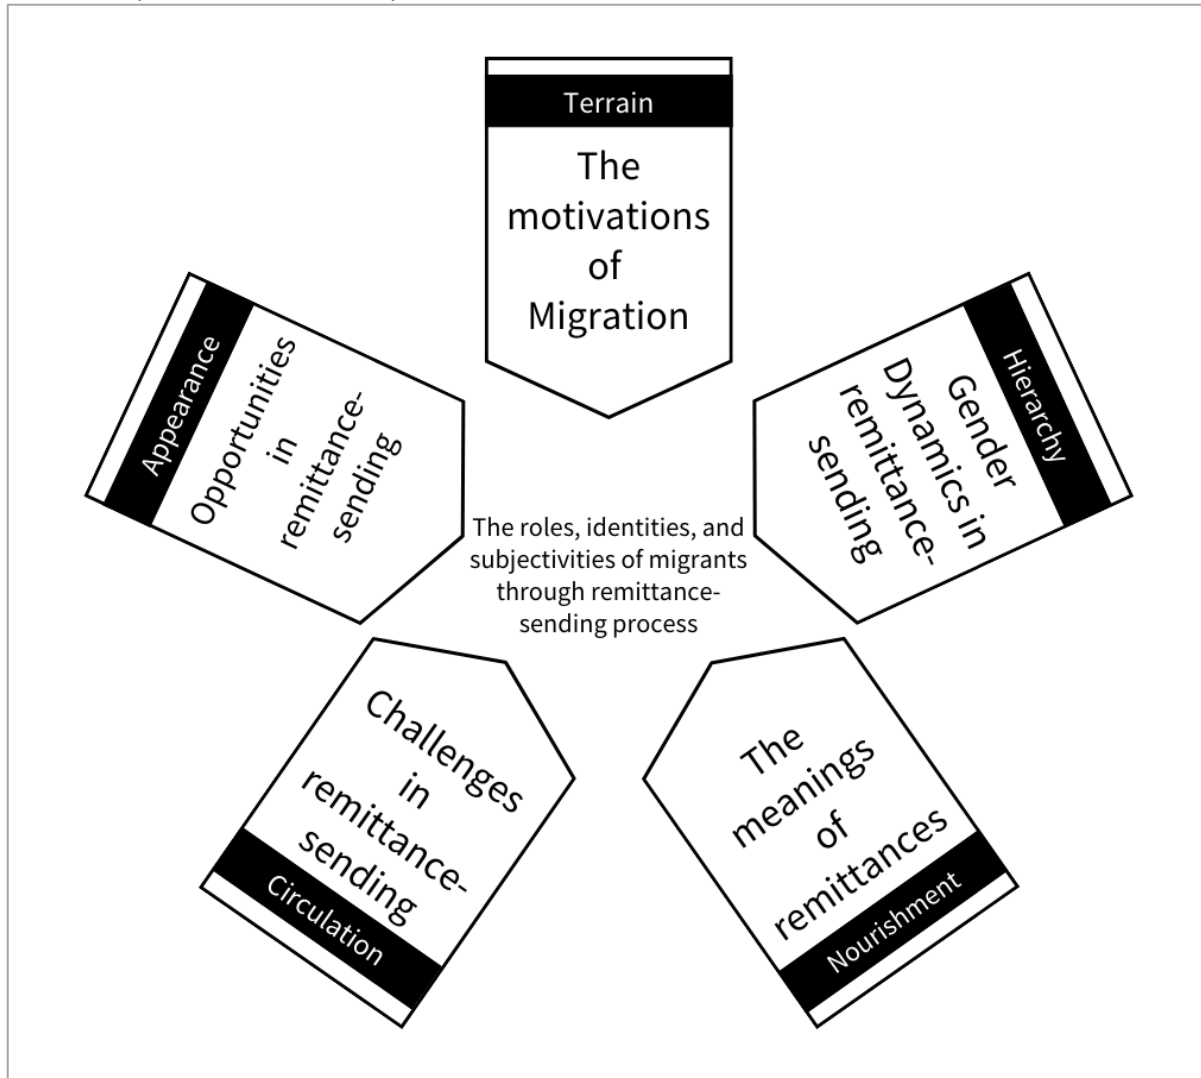 Terrain
The
motivations
of
Migration
Hierarchy
Gender
Dynamics in
remittance-
sending
Nourishment
The
meanings
of
remittances
Circulation
Challenges
in
remittance-
sending
Appearance
Opportunities
in
remittance-
sending
The roles, identities, and
subjectivities of migrants
through remittance-
sending process